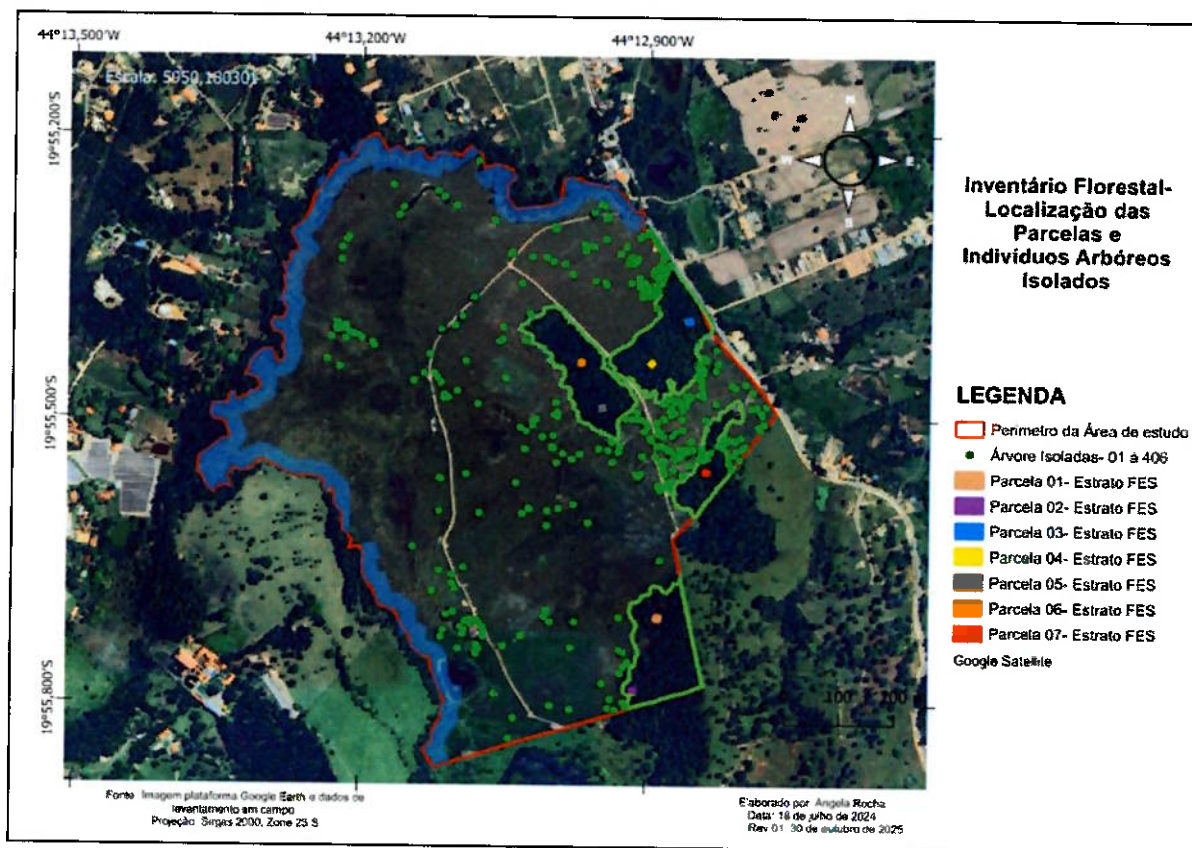 44°13,500'W
44°13,200'W
44°12,900'W
Escala: 5950,180301
19°55,200'S
19°55,500'S
19°55,800'S
N
W
E
S
100
200
Inventário Florestal-
Localização das
Parcelas e
Indivíduos Arbóreos
Isolados
LEGENDA
Perimetro da Área de estudo
Árvore Isoladas- 01 a 406
Parcela 01- Estrato FES
Parcela 02- Estrato FES
Parcela 03- Estrato FES
Parcela 04- Estrato FES
Parcela 05- Estrato FES
Parcela 06- Estrato FES
Parcela 07- Estrato FES
Google Satellite
Fonte: Imagem plataforma Google Earth e dados de
levantamento em campo
Projeção: Sirgas 2000, Zone 23 S
Elaborado por: Angela Rocha
Data: 18 de julho de 2024
Rev 01: 30 de outubro de 2025